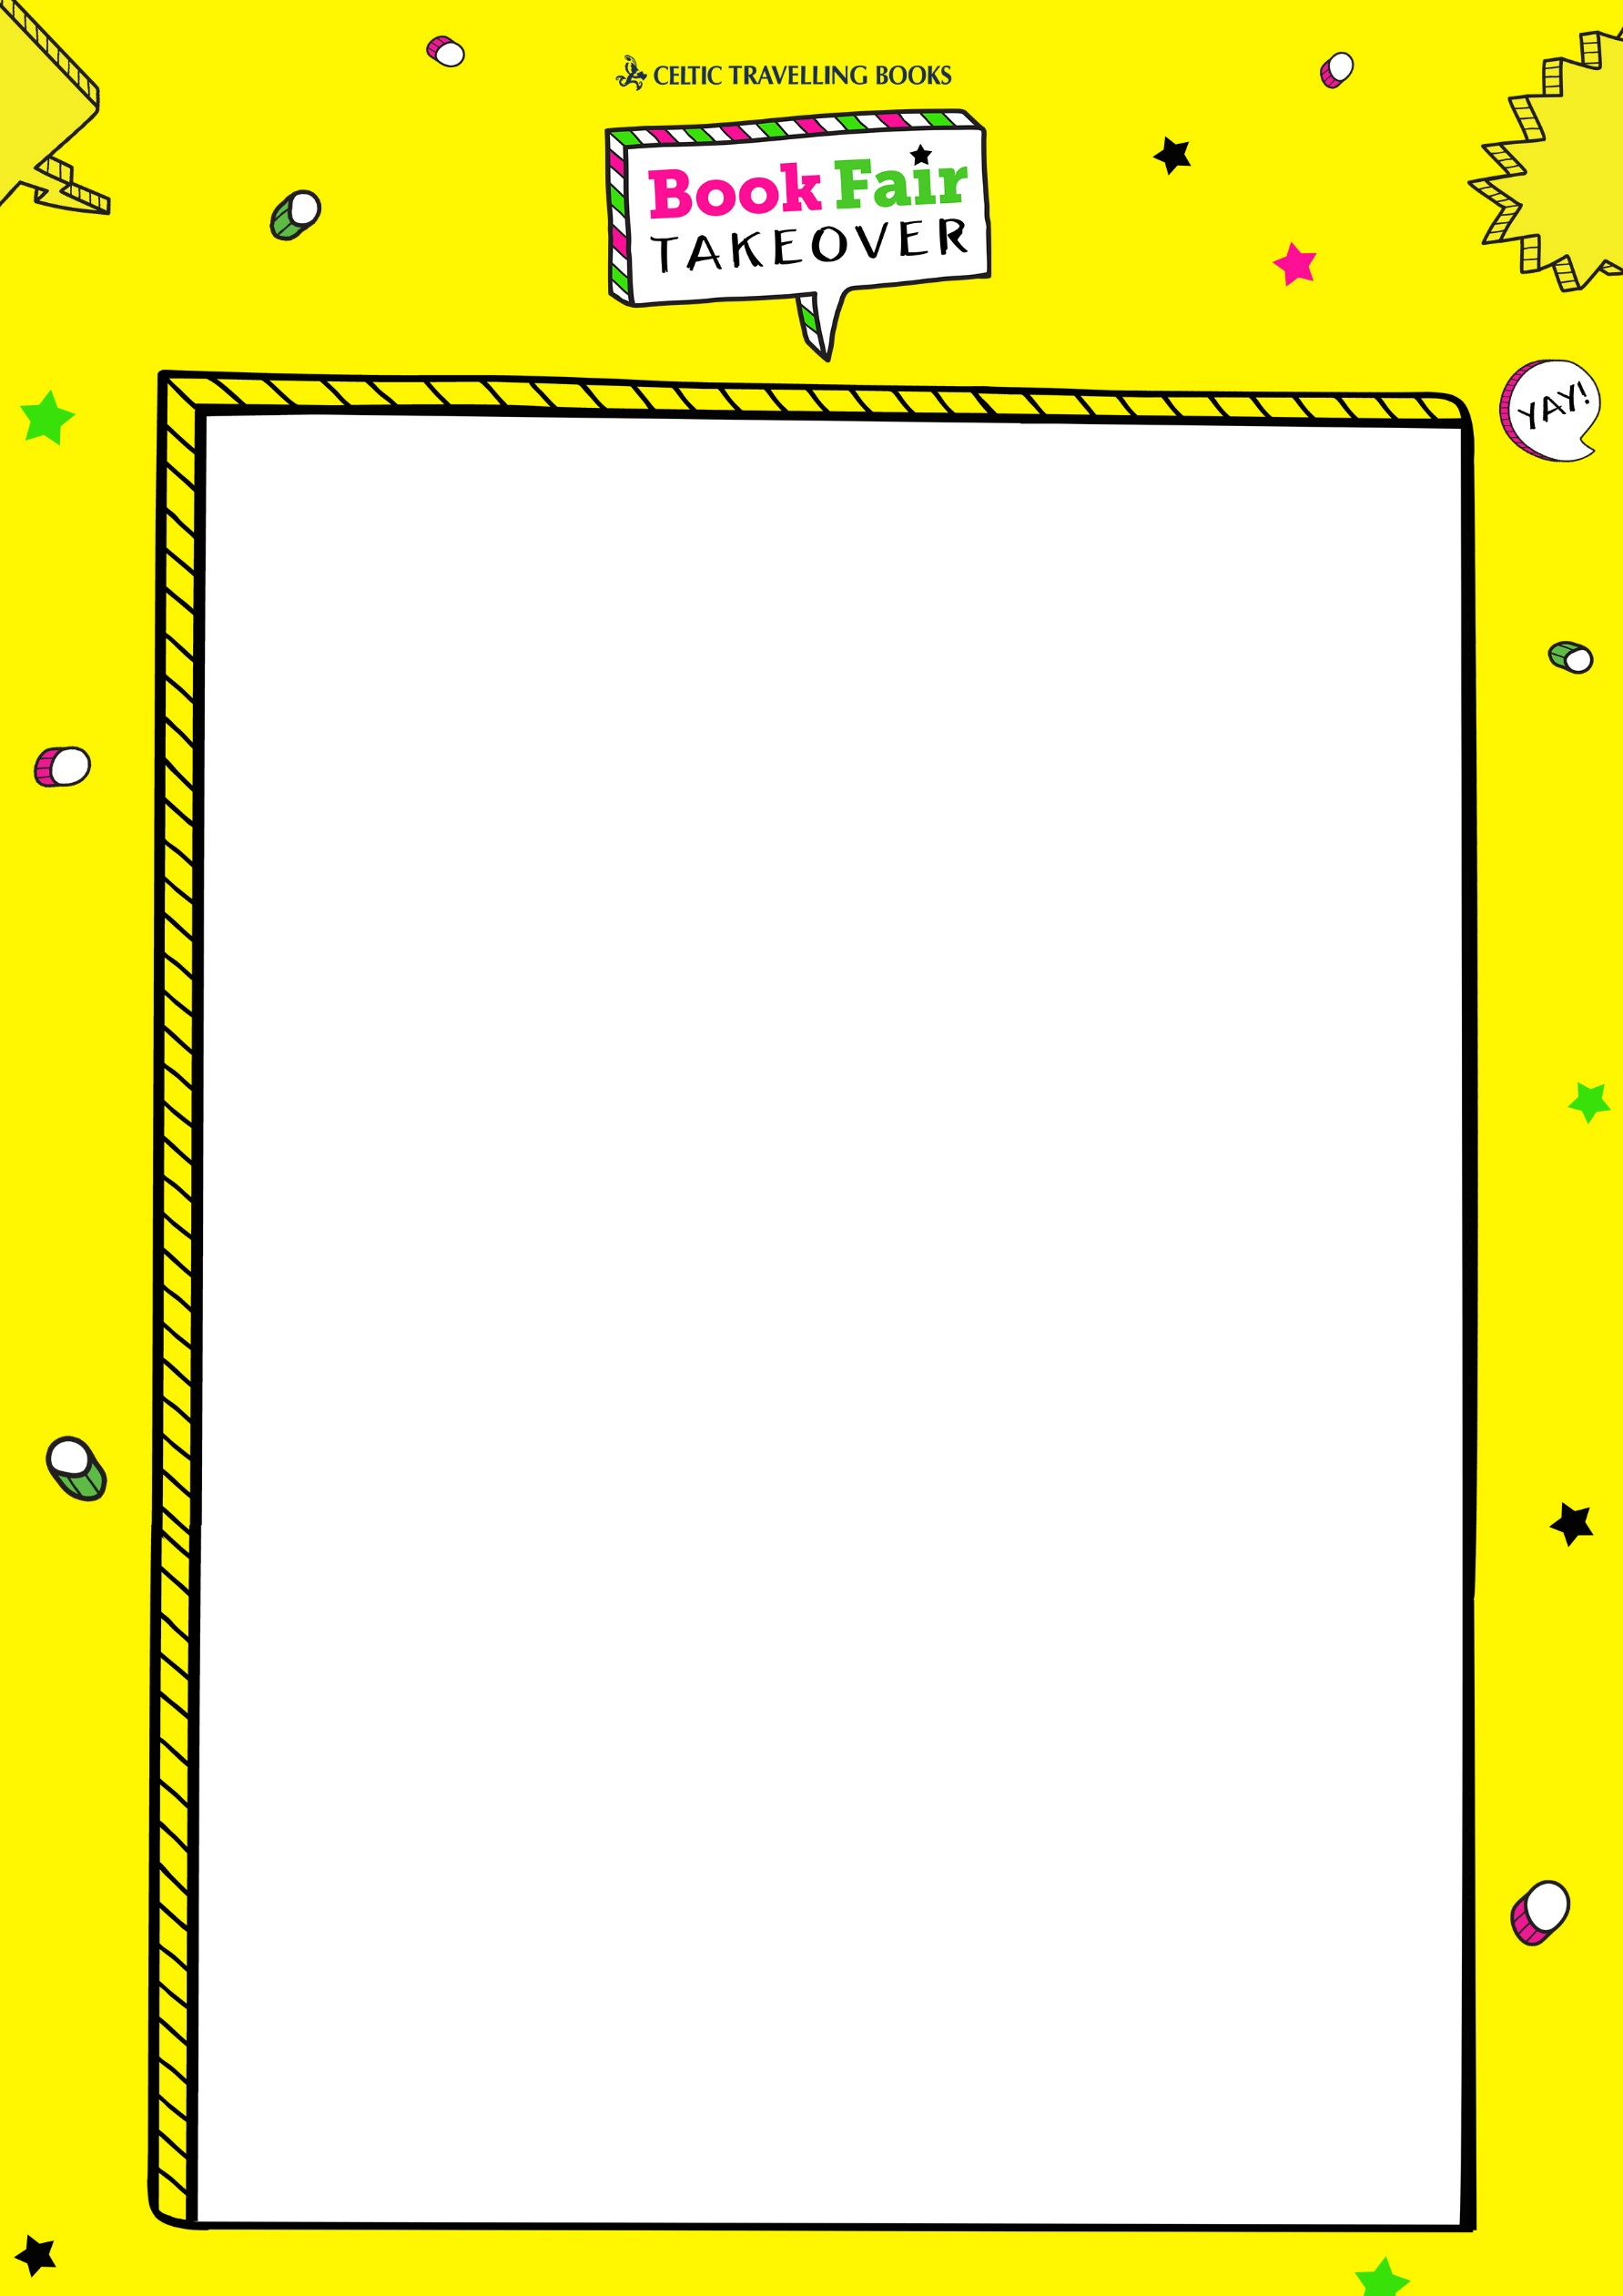 CELTIC TRAVELLING BOOKS
Book Fair
TAKEOVER
YAY!